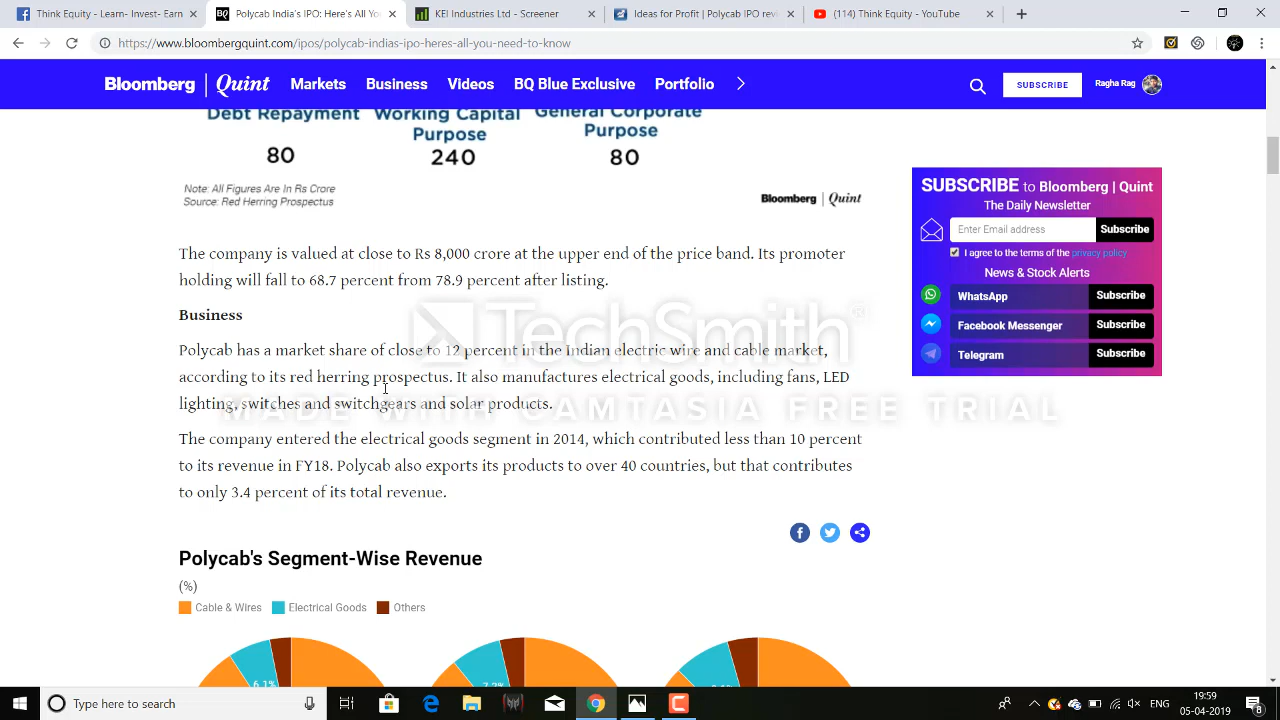 Think Equity - Investment Educati
Polycab India's IPO: Here's All Yo
KEI Industries Ltd - Screener
Ideas for Profit | Polycab IPO revi
(114) Think Equity - YouTube
https://www.bloombergquint.com/ipo/polycab-indias-ipo-heres-all-you-need-to-know
Bloomberg | Quint
Markets
Business
Videos
BQ Blue Exclusive
Portfolio
SUBSCRIBE
Ragha Rag
Debt Repayment
Working Capital Purpose
General Corporate Purpose
80
240
80
Note: All Figures Are In Rs Crore
Source: Red Herring Prospectus
Bloomberg | Quint
The company is valued at close to Rs 8,000 crore at the upper end of the price band. Its promoter
holding will fall to 68.7 percent from 78.9 percent after listing.
Business
Polycab has a market share of close to 12 percent in the Indian electric wire and cable market,
according to its red herring prospectus. It also manufactures electrical goods, including fans, LED
lighting, switches and switchgears and solar products.
The company entered the electrical goods segment in 2014, which contributed less than 10 percent
to its revenue in FY18. Polycab also exports its products to over 40 countries, but that contributes
to only 3.4 percent of its total revenue.
Polycab's Segment-Wise Revenue
(%)
Cable & Wires
Electrical Goods
Others
6.1%
7.2%
SUBSCRIBE to Bloomberg | Quint
The Daily Newsletter
Enter Email address
Subscribe
I agree to the terms of the privacy policy
News & Stock Alerts
WhatsApp
Subscribe
Facebook Messenger
Subscribe
Telegram
Subscribe
TechSmith®
MADE WITH CAMTASIA FREE TRIAL
Type here to search
ENG
19:59
05-04-2019
8